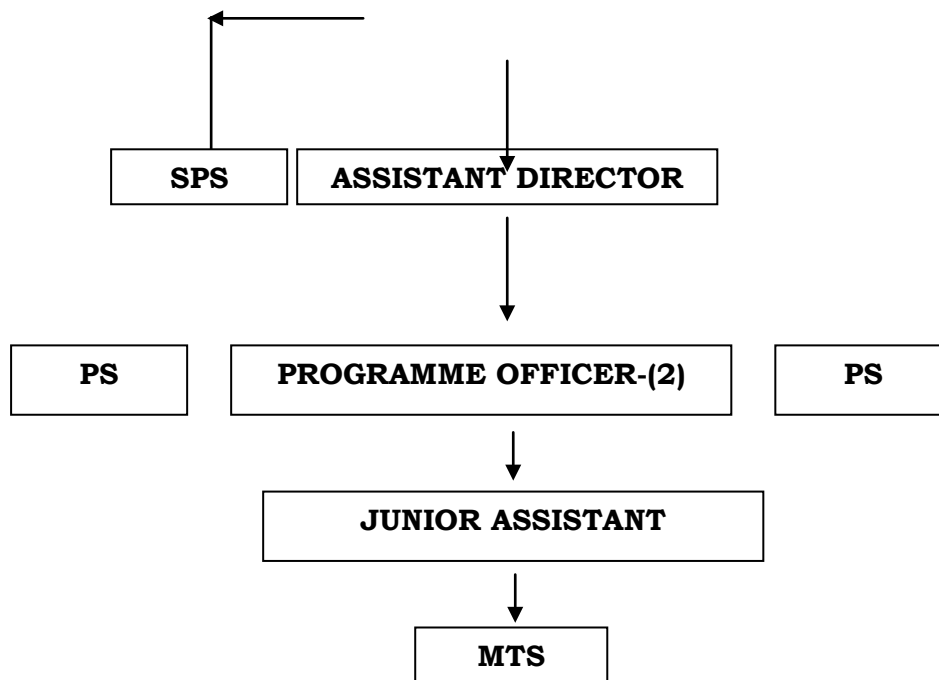 SPS
ASSISTANT DIRECTOR
PS
PROGRAMME OFFICER-(2)
PS
JUNIOR ASSISTANT
MTS